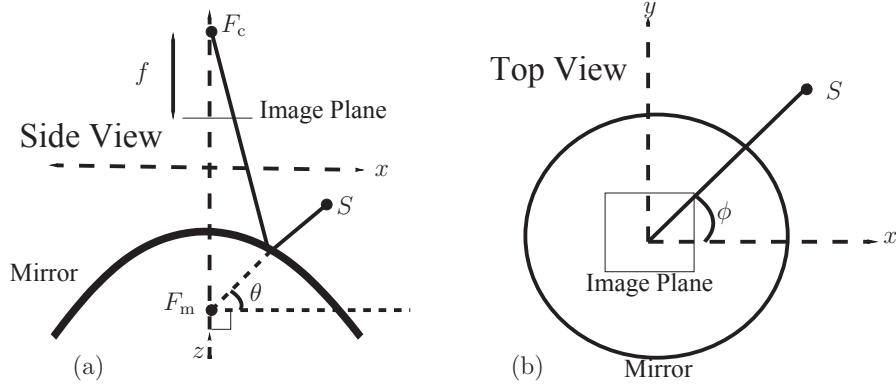 F_c
f
Image Plane
Side View
x
S
Mirror
F_m
θ
z
(a)
y
Top View
S
ϕ
x
Image Plane
Mirror
(b)